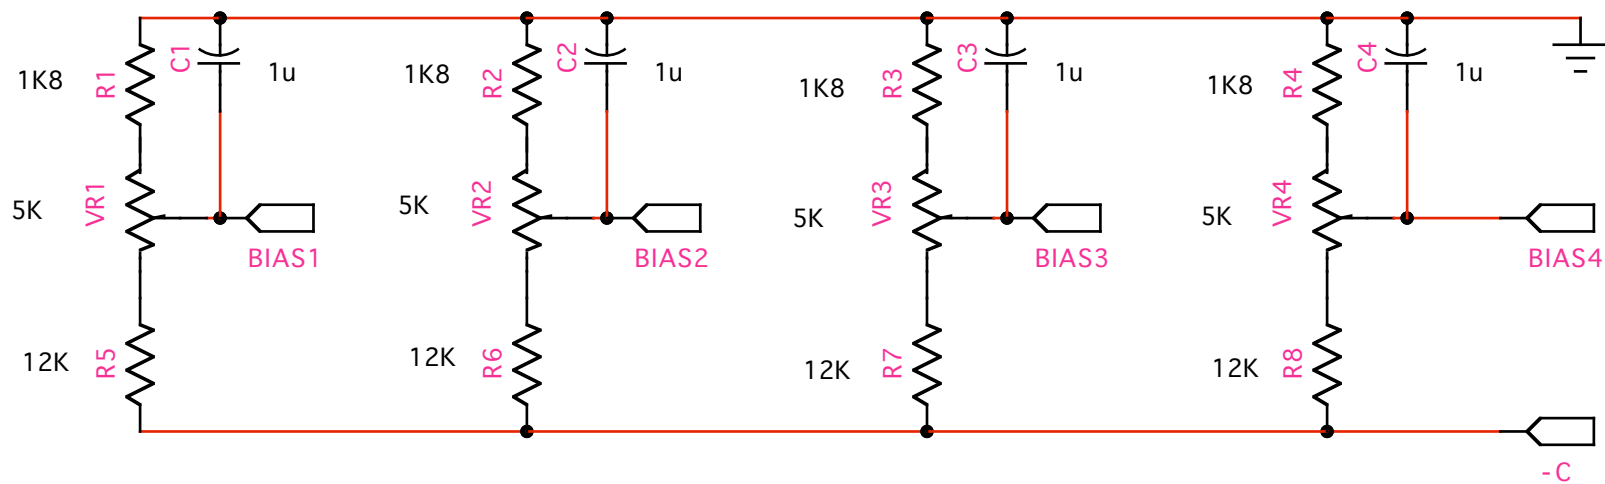 1K8 R1 C1 1u 1K8 R2 C2 1u 1K8 R3 C3 1u 1K8 R4 C4 1u
5K VR1 5K VR2 5K VR3 5K VR4
BIAS1 BIAS2 BIAS3 BIAS4
12K R5 12K R6 12K R7 12K R8
-C